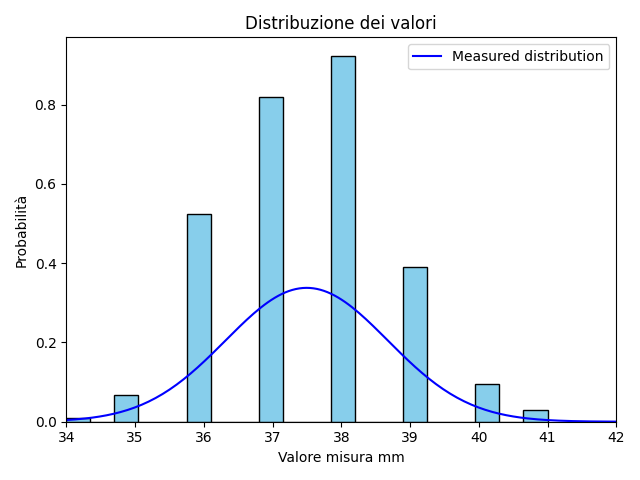 Distribuzione dei valori
Measured distribution
Probabilità
0.8
0.6
0.4
0.2
0.0
34 35 36 37 38 39 40 41 42
Valore misura mm